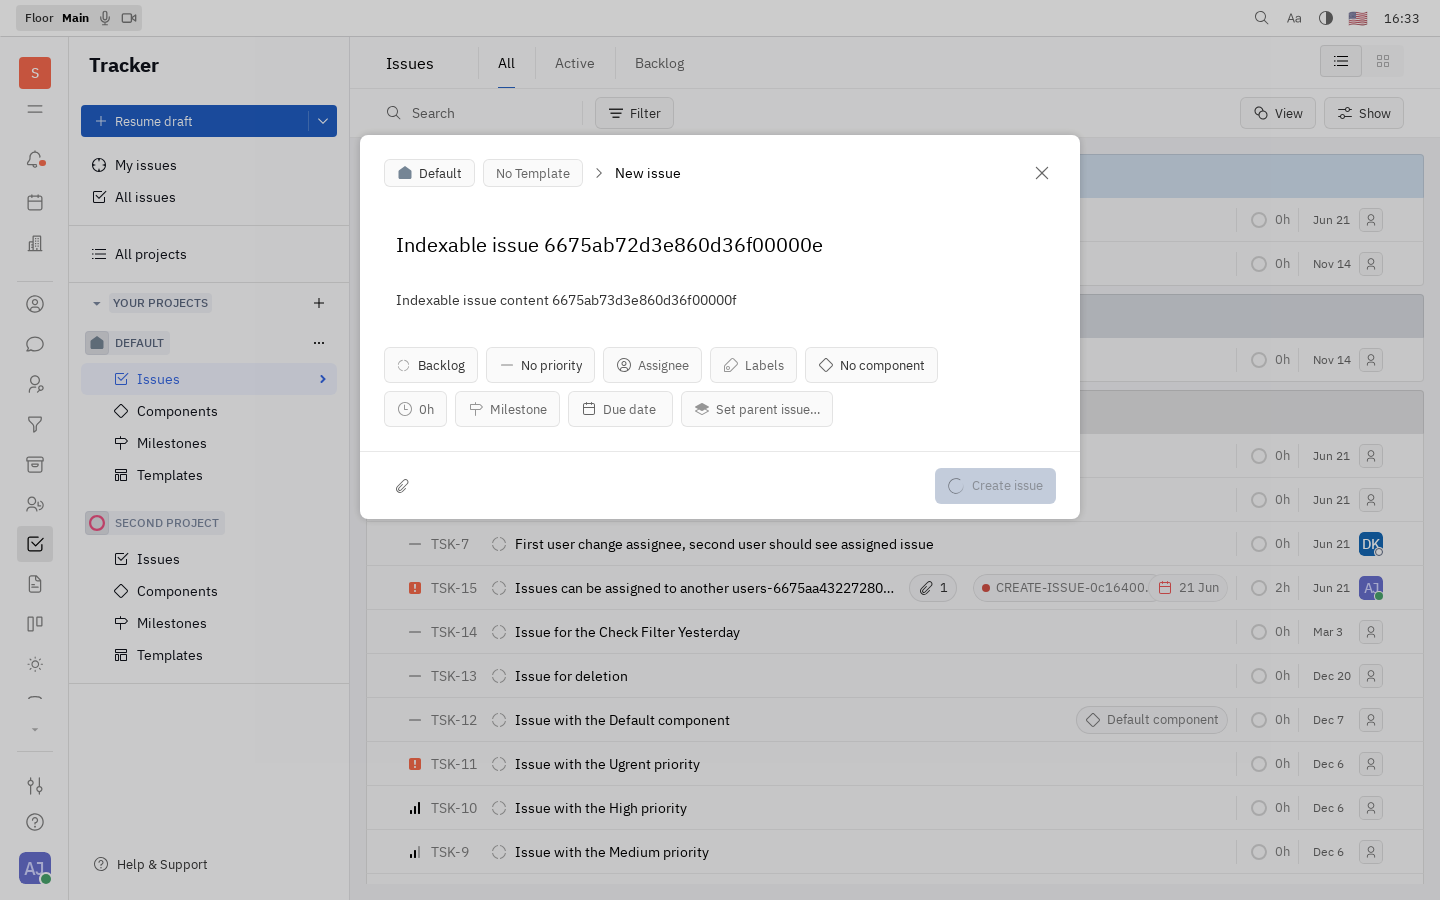 Floor Main
Aa
16:33
S
Tracker
Resume draft
My issues
All issues
All projects
YOUR PROJECTS
DEFAULT
Issues
Components
Milestones
Templates
SECOND PROJECT
Issues
Components
Milestones
Templates
Help & Support
AJ
Issues All Active Backlog
Search Filter View Show
Default No Template New issue
Indexable issue 6675ab72d3e860d36f00000e
Indexable issue content 6675ab73d3e860d36f00000f
Backlog No priority Assignee Labels No component
0h Milestone Due date Set parent issue...
Create issue
0h Jun 21
0h Nov 14
0h Nov 14
0h Jun 21
0h Jun 21
TSK-7 First user change assignee, second user should see assigned issue 0h Jun 21 DK
TSK-15 Issues can be assigned to another users-6675aa43227280... 1 CREATE-ISSUE-0c16400. 21 Jun 2h Jun 21 AJ
TSK-14 Issue for the Check Filter Yesterday 0h Mar 3
TSK-13 Issue for deletion 0h Dec 20
TSK-12 Issue with the Default component Default component 0h Dec 7
TSK-11 Issue with the Ugrent priority 0h Dec 6
TSK-10 Issue with the High priority 0h Dec 6
TSK-9 Issue with the Medium priority 0h Dec 6